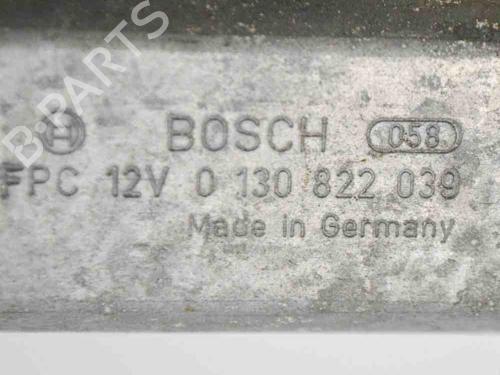 B-PARTS
BOSCH 058
FPC 12V 0 130 822 039
Made in Germany